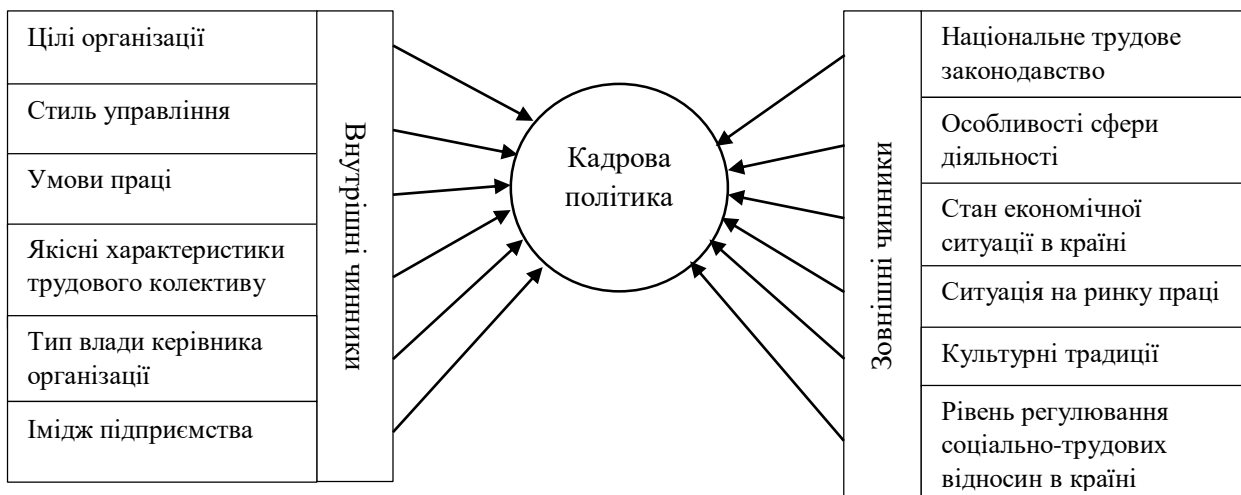 Цілі організації
Стиль управління
Умови праці
Якісні характеристики
трудового колективу
Тип влади керівника
організації
Імідж підприємства
Внутрішні чинники
Кадрова
політика
Зовнішні чинники
Національне трудове
законодавство
Особливості сфери
діяльності
Стан економічної
ситуації в країні
Ситуація на ринку праці
Культурні традиції
Рівень регулювання
соціально-трудових
відносин в країні